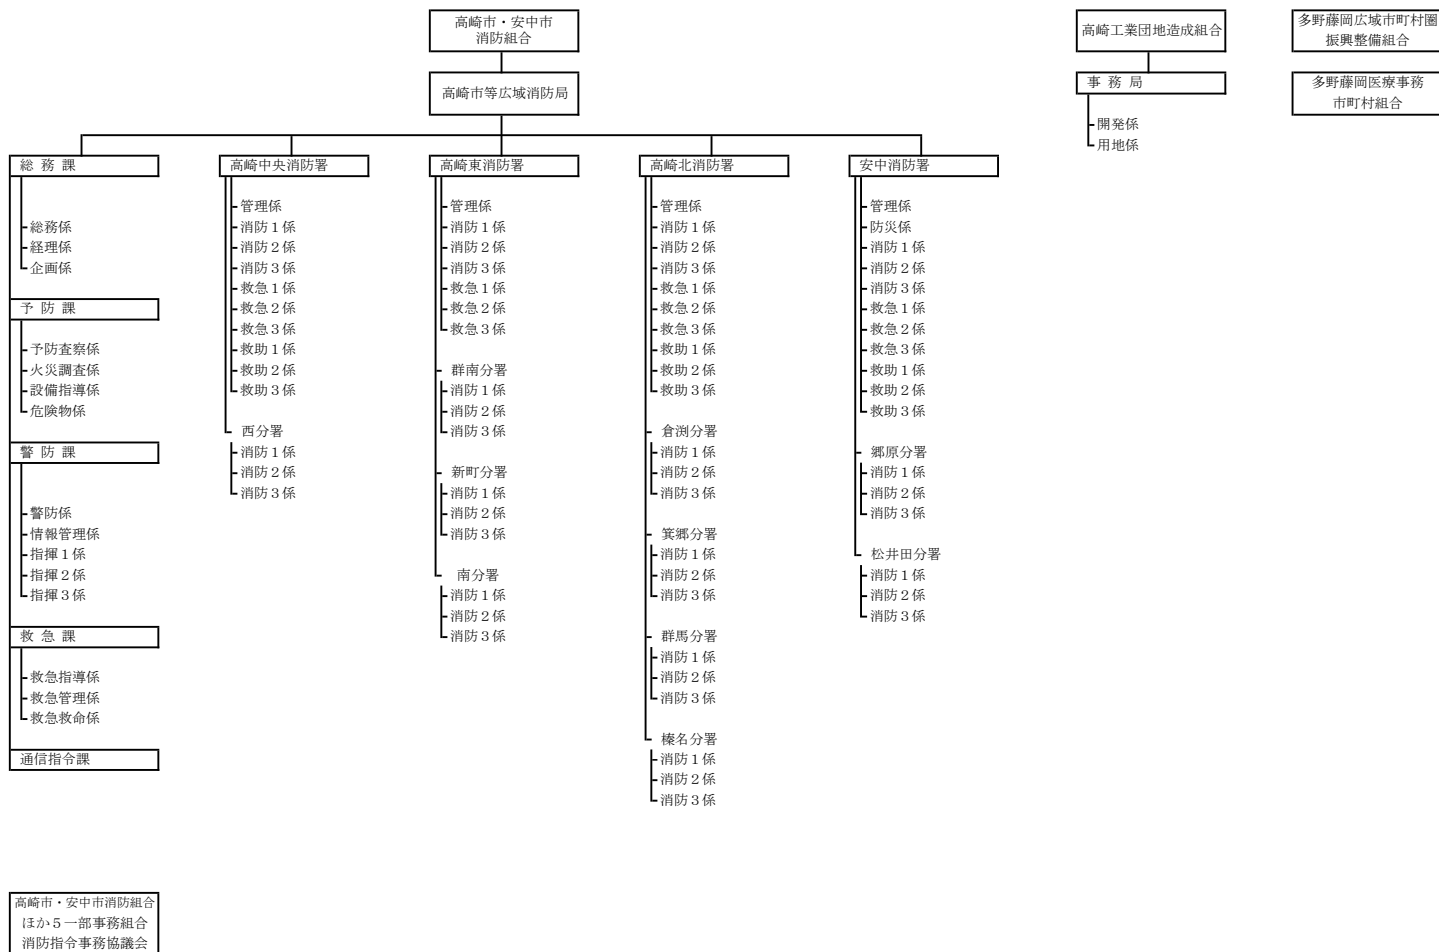 高崎市・安中市
消防組合
高崎市等広域消防局
高崎工業団地造成組合
事 務 局
開発係
用地係
多野藤岡広域市町村圏
振興整備組合
多野藤岡医療事務
市町村組合
総 務 課
総務係
経理係
企画係
予 防 課
予防査察係
火災調査係
設備指導係
危険物係
警 防 課
警防係
情報管理係
指揮１係
指揮２係
指揮３係
救 急 課
救急指導係
救急管理係
救急救命係
通信指令課
高崎中央消防署
管理係
消防１係
消防２係
消防３係
救急１係
救急２係
救急３係
救助１係
救助２係
救助３係
西分署
消防１係
消防２係
消防３係
高崎東消防署
管理係
消防１係
消防２係
消防３係
救急１係
救急２係
救急３係
群南分署
消防１係
消防２係
消防３係
新町分署
消防１係
消防２係
消防３係
南分署
消防１係
消防２係
消防３係
高崎北消防署
管理係
消防１係
消防２係
消防３係
救急１係
救急２係
救急３係
救助１係
救助２係
救助３係
倉渕分署
消防１係
消防２係
消防３係
箕郷分署
消防１係
消防２係
消防３係
群馬分署
消防１係
消防２係
消防３係
榛名分署
消防１係
消防２係
消防３係
安中消防署
管理係
防災係
消防１係
消防２係
消防３係
救急１係
救急２係
救急３係
救助１係
救助２係
救助３係
郷原分署
消防１係
消防２係
消防３係
松井田分署
消防１係
消防２係
消防３係
高崎市・安中市消防組合
ほか５一部事務組合
消防指令事務協議会